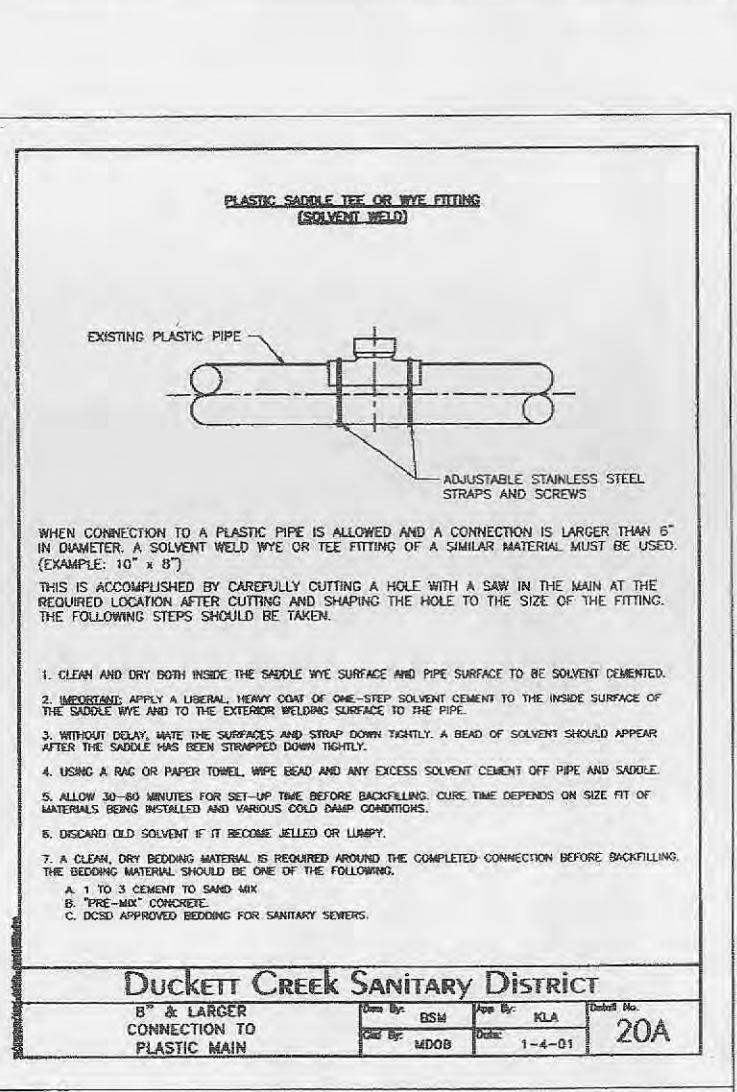 PLASTIC SADDLE TEE OR WYE FITTING
(SOLVENT WELD)
EXISTING PLASTIC PIPE
ADJUSTABLE STAINLESS STEEL
STRAPS AND SCREWS
WHEN CONNECTION TO A PLASTIC PIPE IS ALLOWED AND A CONNECTION IS LARGER THAN 6"
IN DIAMETER, A SOLVENT WELD WYE OR TEE FITTING OF A SIMILAR MATERIAL MUST BE USED.
(EXAMPLE: 10" x 8")
THIS IS ACCOMPLISHED BY CAREFULLY CUTTING A HOLE WITH A SAW IN THE MAIN AT THE
REQUIRED LOCATION AFTER CUTTING AND SHAPING THE HOLE TO THE SIZE OF THE FITTING.
THE FOLLOWING STEPS SHOULD BE TAKEN.
1. CLEAN AND DRY BOTH INSIDE THE SADDLE WYE SURFACE AND PIPE SURFACE TO BE SOLVENT CEMENTED.
2. IMPORTANT: APPLY A LIBERAL, HEAVY COAT OF ONE-STEP SOLVENT CEMENT TO THE INSIDE SURFACE OF
THE SADDLE WYE AND TO THE EXTERIOR WELDING SURFACE TO THE PIPE.
3. WITHOUT DELAY, MATE THE SURFACES AND STRAP DOWN TIGHTLY. A BEAD OF SOLVENT SHOULD APPEAR
AFTER THE SADDLE HAS BEEN STRAPPED DOWN TIGHTLY.
4. USING A RAG OR PAPER TOWEL, WIPE BEAD AND ANY EXCESS SOLVENT CEMENT OFF PIPE AND SADDLE.
5. ALLOW 30-60 MINUTES FOR SET-UP TIME BEFORE BACKFILLING. CURE TIME DEPENDS ON SIZE FIT OF
MATERIALS BEING INSTALLED AND VARIOUS COLD DAMP CONDITIONS.
6. DISCARD OLD SOLVENT IF IT BECOME JELLED OR LUMPY.
7. A CLEAN, DRY BEDDING MATERIAL IS REQUIRED AROUND THE COMPLETED CONNECTION BEFORE BACKFILLING.
THE BEDDING MATERIAL SHOULD BE ONE OF THE FOLLOWING.
A. 1 TO 3 CEMENT TO SAND MIX
B. "PRE-MIX" CONCRETE.
C. DCSD APPROVED BEDDING FOR SANITARY SEWERS.
Duckett Creek Sanitary District
8" & LARGER
CONNECTION TO
PLASTIC MAIN
BSM
App By: KLA
Cad By: MDOB
Date: 1-4-01
Detail No.
20A